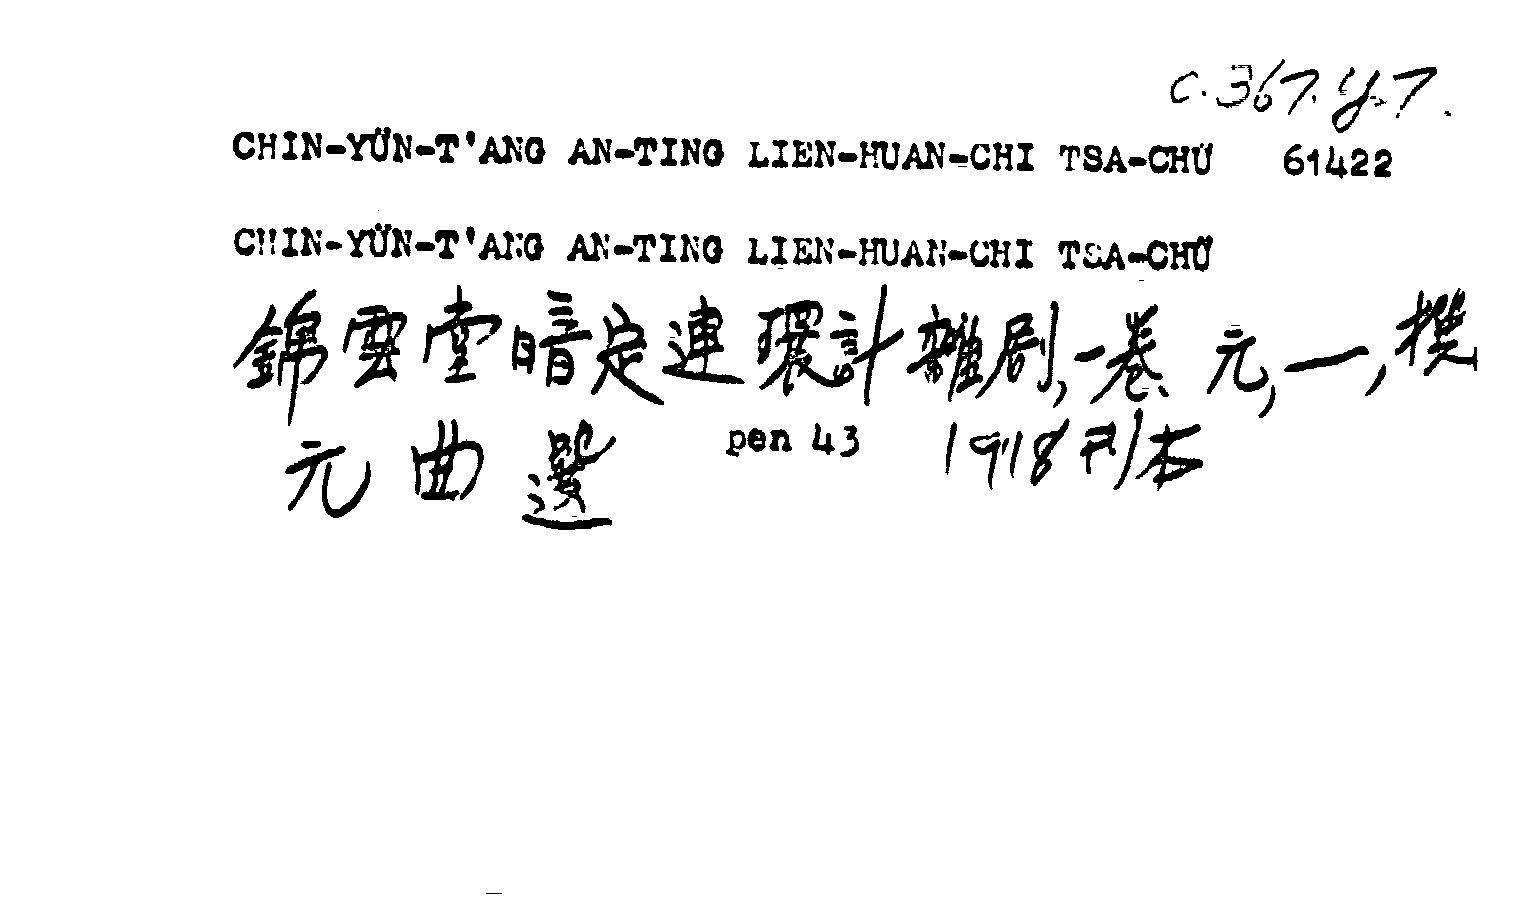 C.367.y.7.
CHIN-YÜN-T'ANG AN-TING LIEN-HUAN-CHI TSA-CHÜ 61422
CHIN-YÜN-T'ANG AN-TING LIEN-HUAN-CHI TSA-CHÜ
錦雲堂暗定連環計雜劇,一卷 元,一,撰
元曲選 pen 43 1918刊本